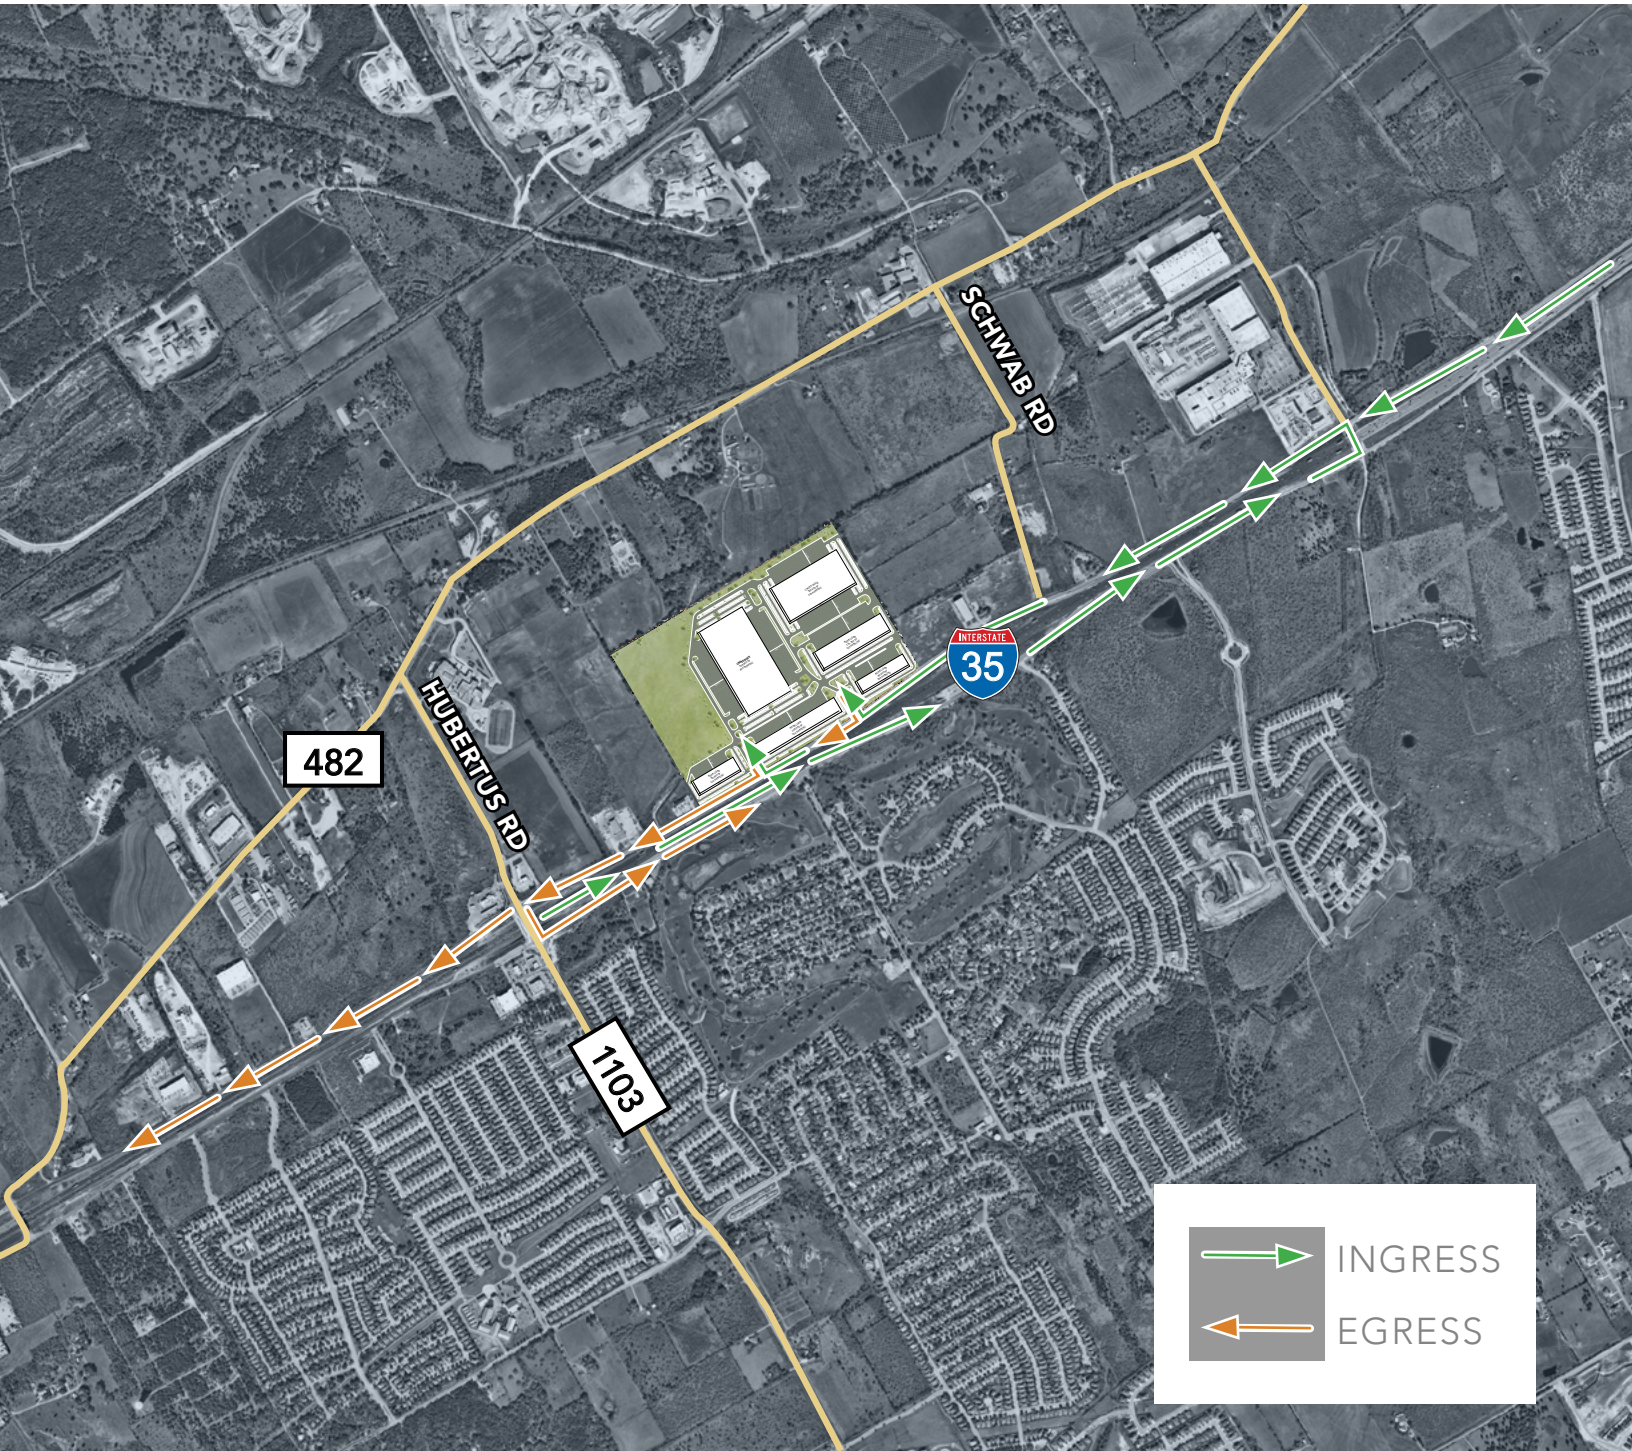 SCHWAB RD
INTERSTATE
35
HUBERTUS RD
482
1103
INGRESS
EGRESS